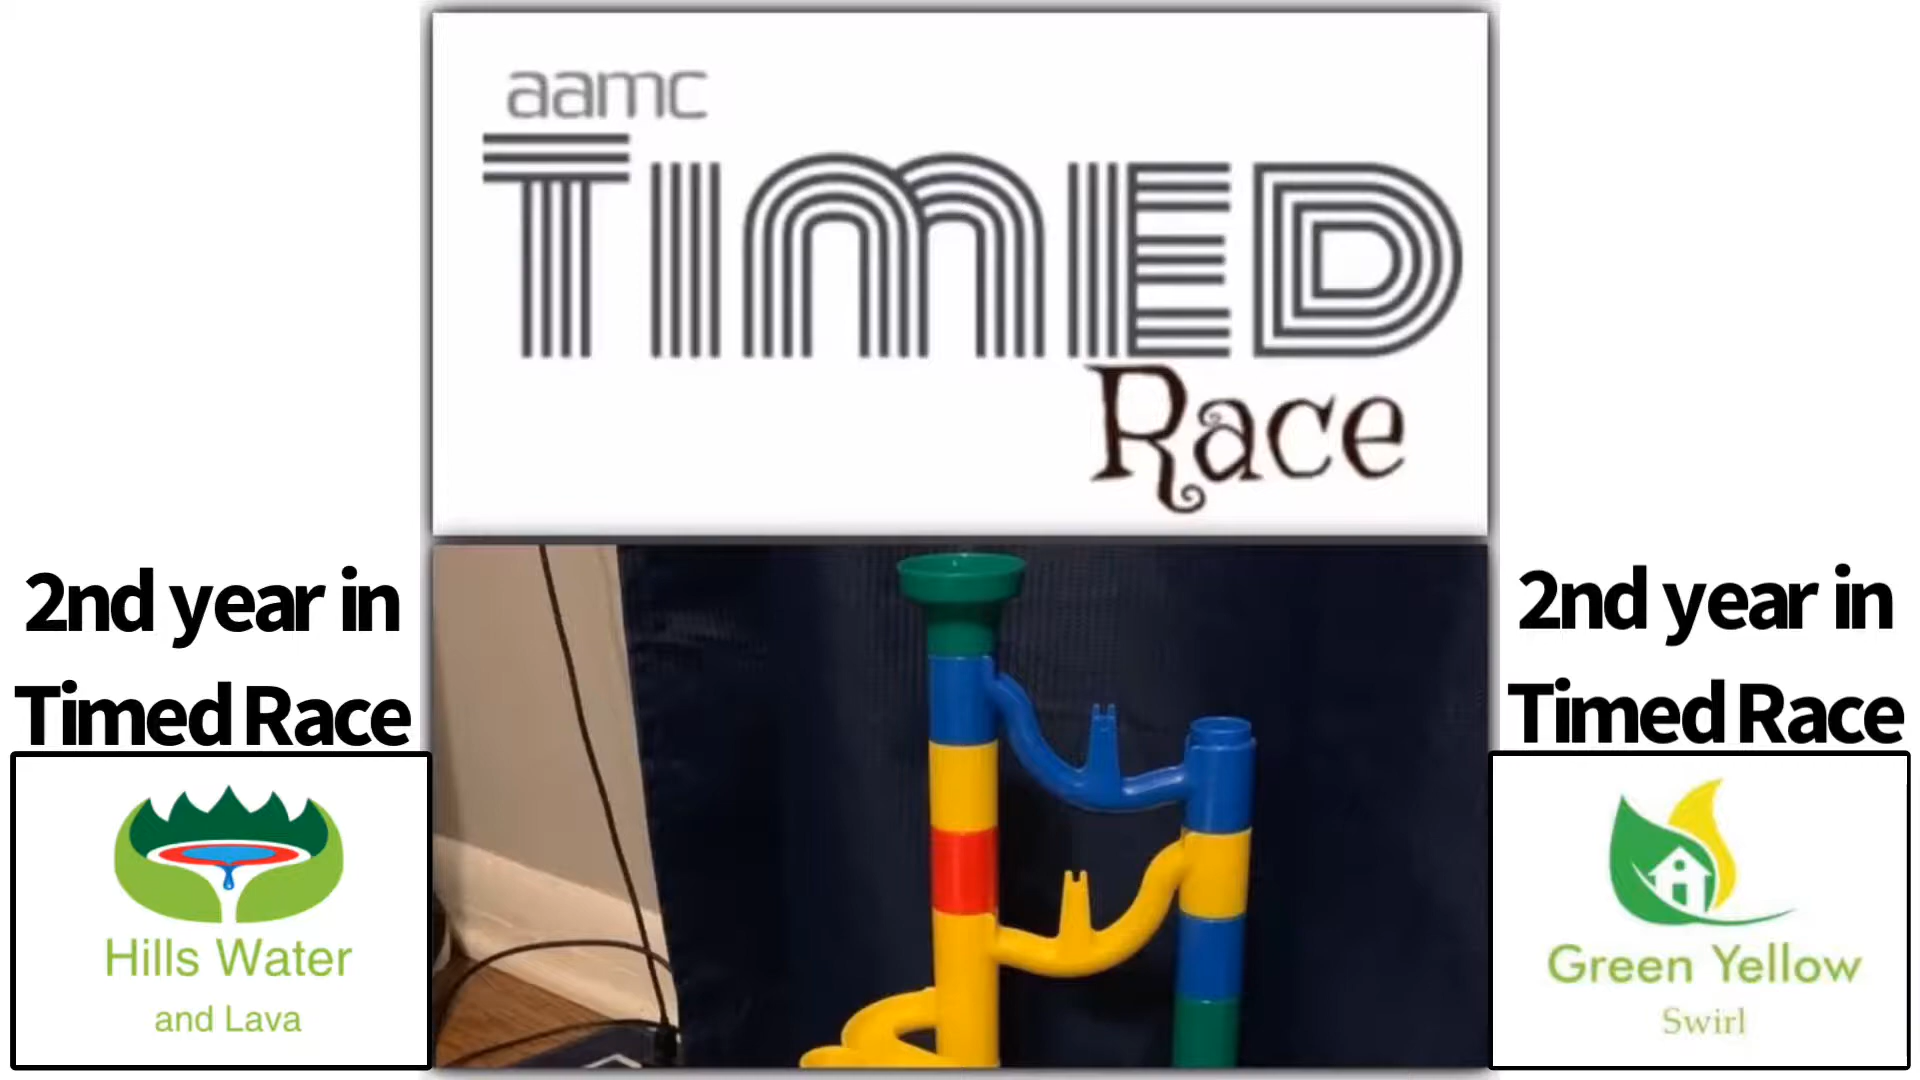 aamc
TIMED
Race
2nd year in
Timed Race
Hills Water
and Lava
2nd year in
Timed Race
Green Yellow
Swirl